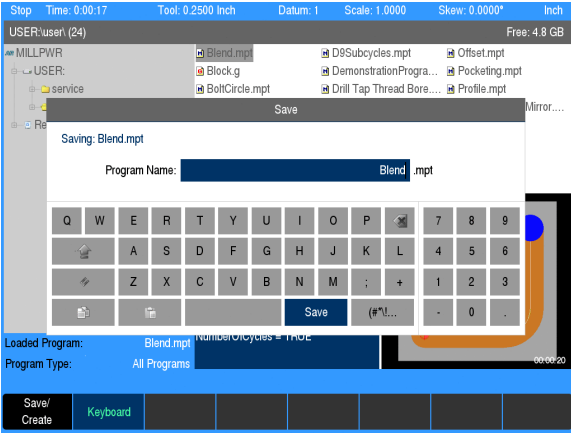 Stop Time: 0:00:17 Tool: 0.2500 Inch Datum: 1 Scale: 1.0000 Skew: 0.0000° Inch
USER:\user\ (24) Free: 4.8 GB
MILLPWR Blend.mpt D9Subcycles.mpt Offset.mpt
USER: Block.g DemonstrationProgra... Pocketing.mpt
service BoltCircle.mpt Drill Tap Thread Bore.... Profile.mpt
Save Mirror....
Re
Saving: Blend.mpt
Program Name: Blend .mpt
Q W E R T Y U I O P 7 8 9
A S D F G H J K L 4 5 6
Z X C V B N M ; + 1 2 3
Save (#*\!... - 0 .
NumberOfCycles = TRUE
Loaded Program: Blend.mpt
Program Type: All Programs 00:00:20
Save/
Create Keyboard